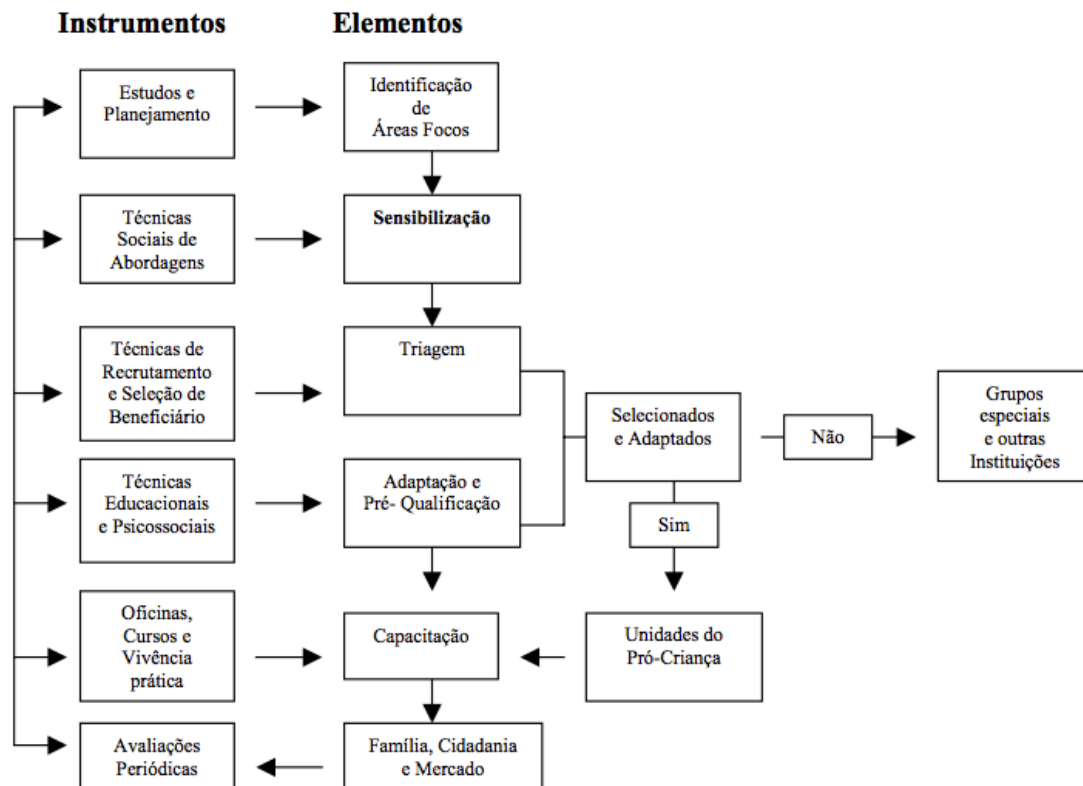 Instrumentos
Elementos
Estudos e
Planejamento
Identificação
de
Áreas Focos
Técnicas
Sociais de
Abordagens
Sensibilização
Técnicas de
Recrutamento
e Seleção de
Beneficiário
Triagem
Selecionados
e Adaptados
Não
Grupos
especiais
e outras
Instituições
Técnicas
Educacionais
e Psicossociais
Adaptação e
Pré- Qualificação
Sim
Oficinas,
Cursos e
Vivência
prática
Capacitação
Unidades do
Pró-Criança
Avaliações
Periódicas
Família, Cidadania
e Mercado